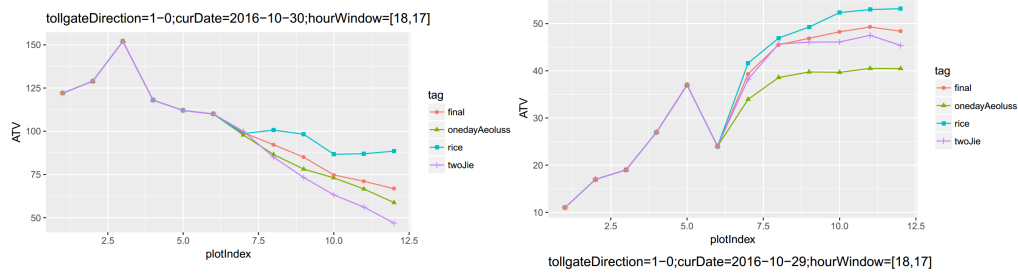 tollgateDirection=1−0;curDate=2016−10−30;hourWindow=[18,17]
150
125
100
75
50
ATV
2.5
5.0
7.5
10.0
12.5
plotIndex
tag
final
onedayAeoluss
rice
twoJie
50
40
30
20
10
ATV
2.5
5.0
7.5
10.0
12.5
plotIndex
tag
final
onedayAeoluss
rice
twoJie
tollgateDirection=1−0;curDate=2016−10−29;hourWindow=[18,17]